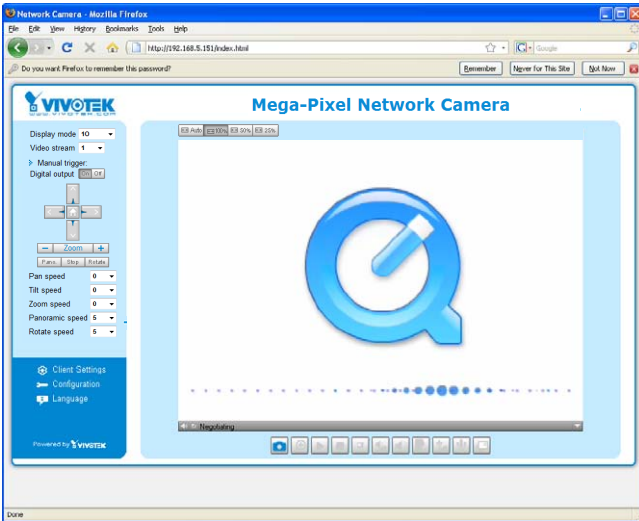 Network Camera - Mozilla Firefox
File Edit View History Bookmarks Tools Help
http://192.168.5.151/index.html
Google
Do you want Firefox to remember this password?
Remember
Never for This Site
Not Now
VIVOTEK
WWW.VIVOTEK.COM
Mega-Pixel Network Camera
Display mode 10
Video stream 1
Manual trigger:
Digital output On Off
Zoom
Pano Stop Rotate
Pan speed 0
Tilt speed 0
Zoom speed 0
Panoramic speed 5
Rotate speed 5
Client Settings
Configuration
Language
Powered by VIVOTEK
Auto 100% 50% 25%
Negotiating
Done